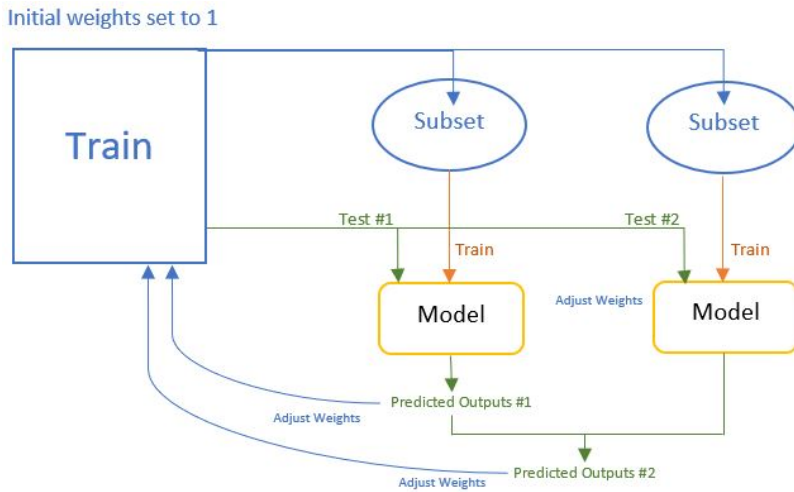 Initial weights set to 1
Train
Subset
Subset
Test #1
Test #2
Train
Train
Model
Adjust Weights
Model
Predicted Outputs #1
Adjust Weights
Predicted Outputs #2
Adjust Weights